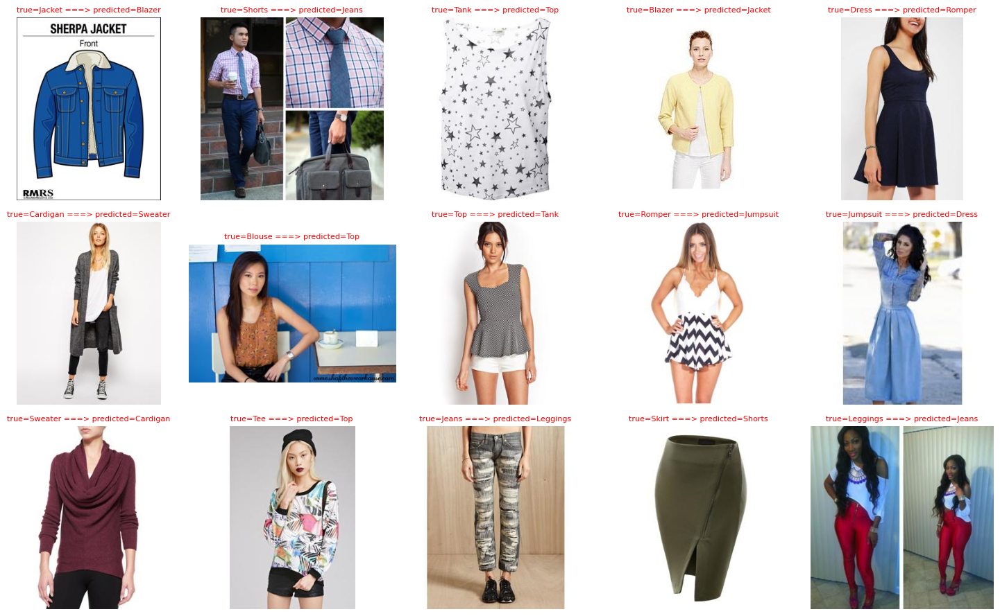 true=Jacket ===> predicted=Blazer
true=Shorts ===> predicted=Jeans
true=Tank ===> predicted=Top
true=Blazer ===> predicted=Jacket
true=Dress ===> predicted=Romper
SHERPA JACKET
Front
RMRS
true=Cardigan ===> predicted=Sweater
true=Blouse ===> predicted=Top
true=Top ===> predicted=Tank
true=Romper ===> predicted=Jumpsuit
true=Jumpsuit ===> predicted=Dress
www.shopthewearhouse.com
true=Sweater ===> predicted=Cardigan
true=Tee ===> predicted=Top
true=Jeans ===> predicted=Leggings
true=Skirt ===> predicted=Shorts
true=Leggings ===> predicted=Jeans